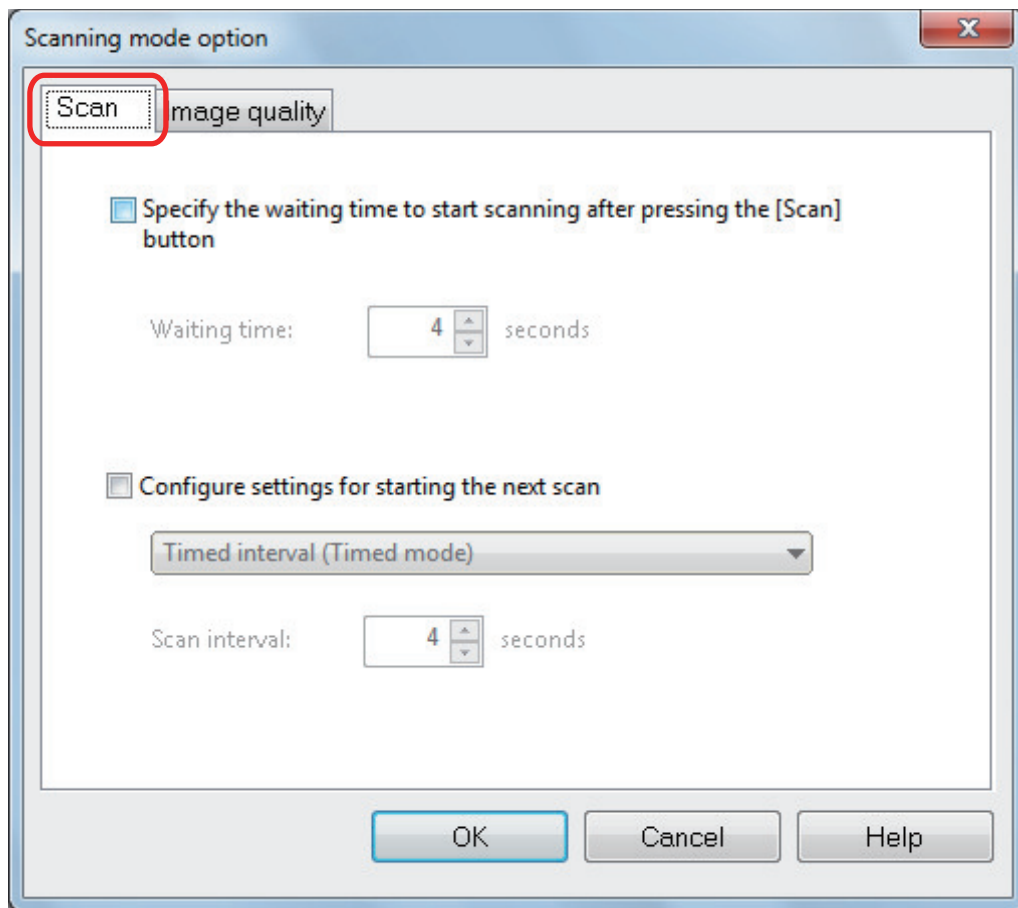 Scanning mode option
Scan
mage quality
Specify the waiting time to start scanning after pressing the [Scan]
button
Waiting time: 4 seconds
Configure settings for starting the next scan
Timed interval (Timed mode)
Scan interval: 4 seconds
OK Cancel Help